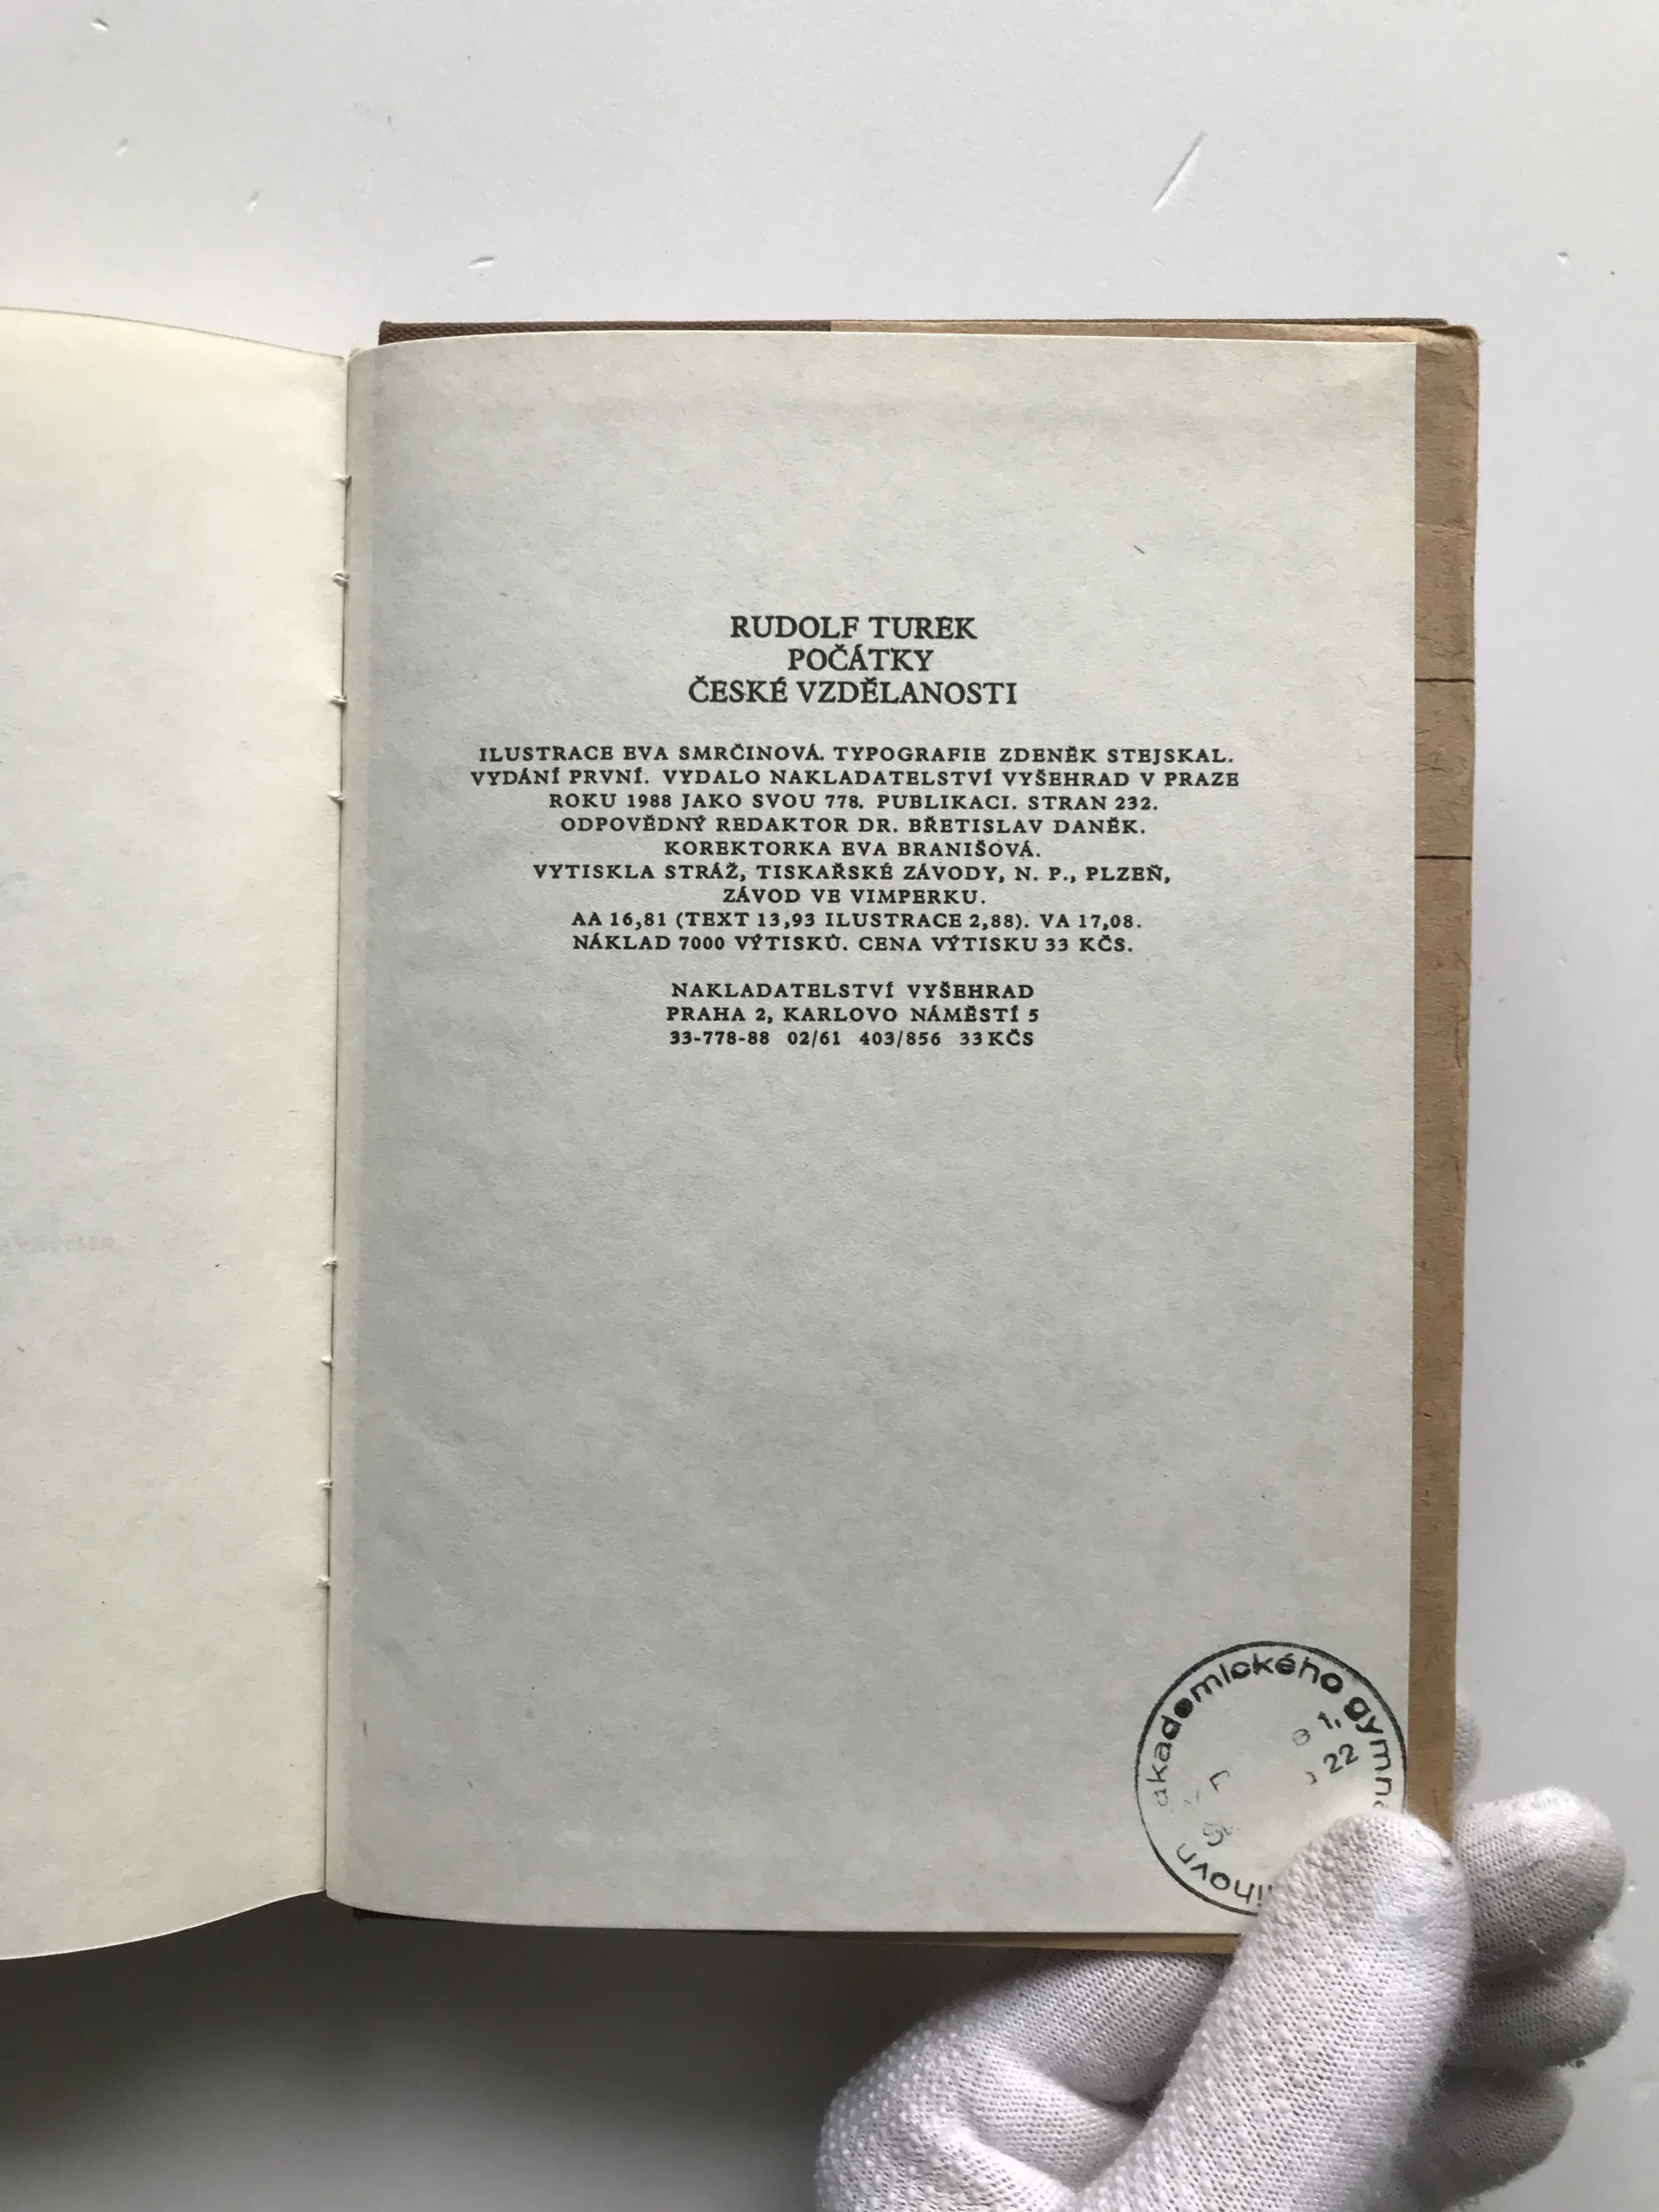 RUDOLF TUREK
POČÁTKY
ČESKÉ VZDĚLANOSTI
ILUSTRACE EVA SMRČINOVÁ. TYPOGRAFIE ZDENĚK STEJSKAL.
VYDÁNÍ PRVNÍ. VYDALO NAKLADATELSTVÍ VYŠEHRAD V PRAZE
ROKU 1988 JAKO SVOU 778. PUBLIKACI. STRAN 232.
ODPOVĚDNÝ REDAKTOR DR. BŘETISLAV DANĚK.
KOREKTORKA EVA BRANIŠOVÁ.
VYTISKLA STRÁŽ, TISKAŘSKÉ ZÁVODY, N. P., PLZEŇ,
ZÁVOD VE VIMPERKU.
AA 16,81 (TEXT 13,93 ILUSTRACE 2,88). VA 17,08.
NÁKLAD 7000 VÝTISKŮ. CENA VÝTISKU 33 KČS.
NAKLADATELSTVÍ VYŠEHRAD
PRAHA 2, KARLOVO NÁMĚSTÍ 5
33-778-88 02/61 403/856 33 KČS
akademického
22